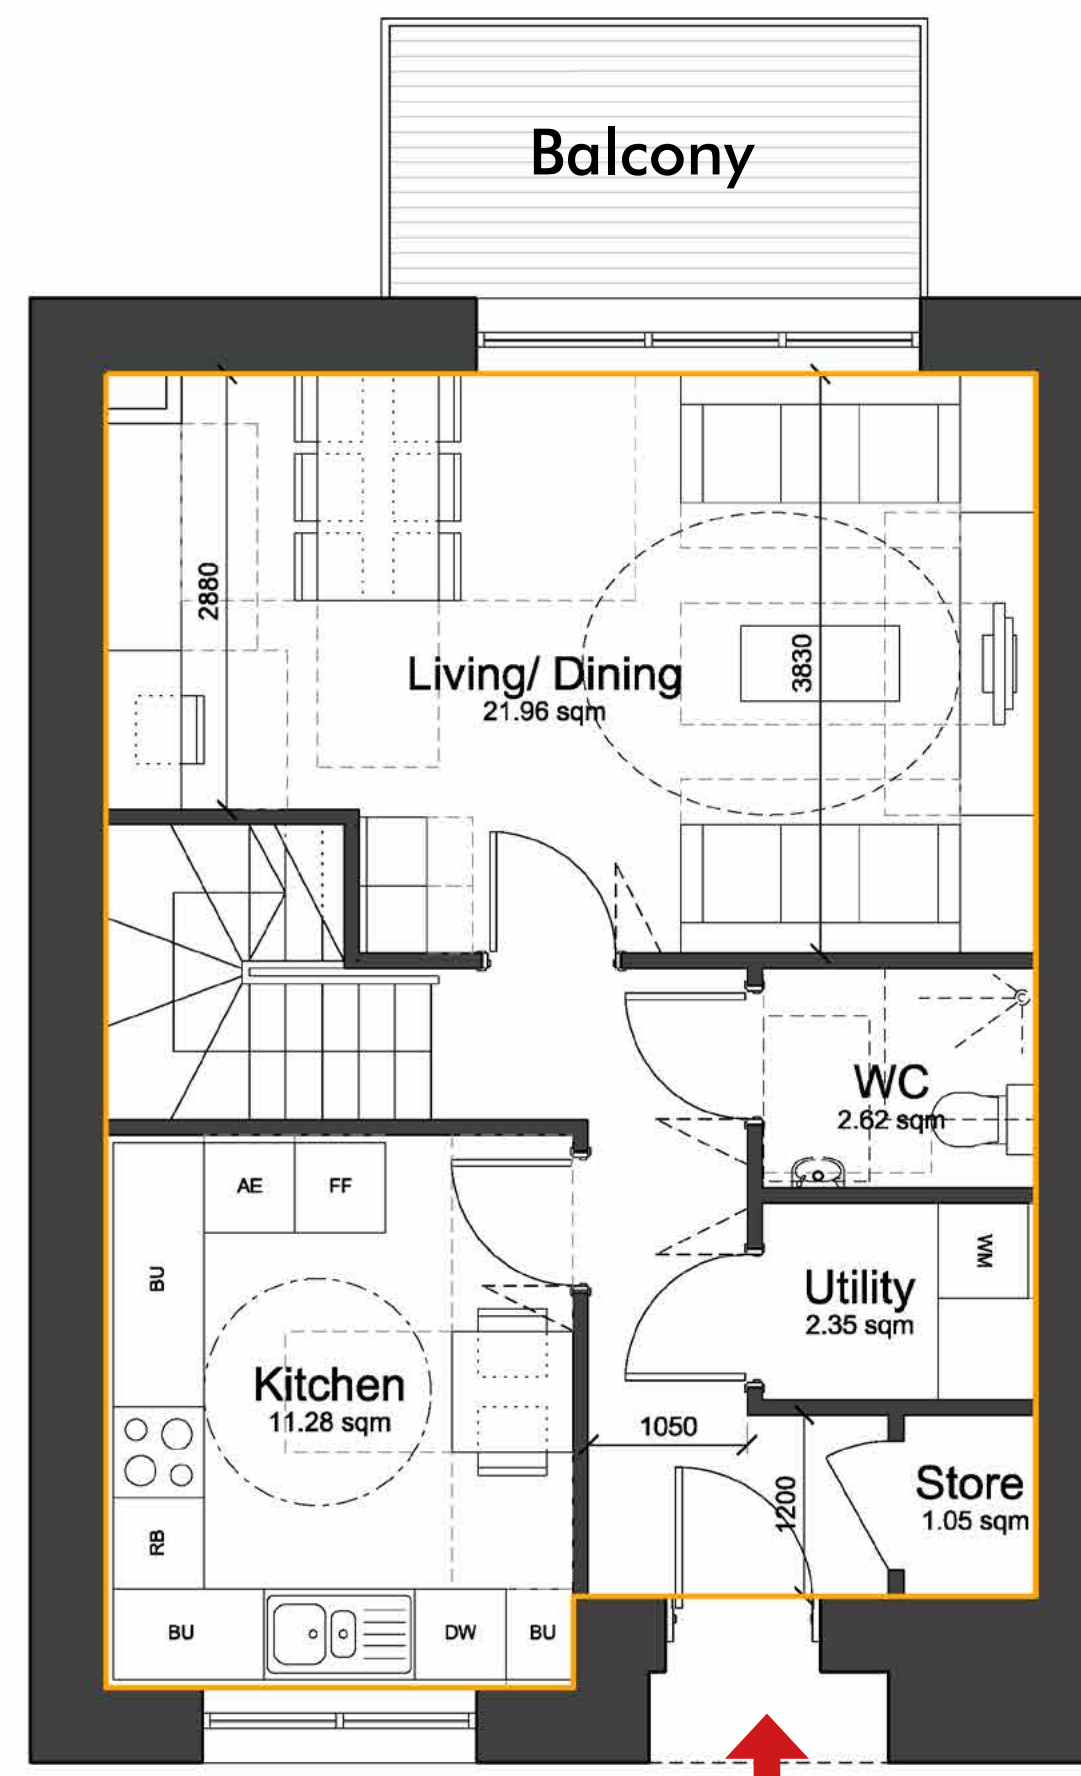 Balcony
2880
Living/ Dining
21.96 sqm
3830
WC
2.62 sqm
AE
FF
BU
WM
Utility
2.35 sqm
Kitchen
11.28 sqm
1050
1200
Store
1.05 sqm
RB
BU
DW
BU